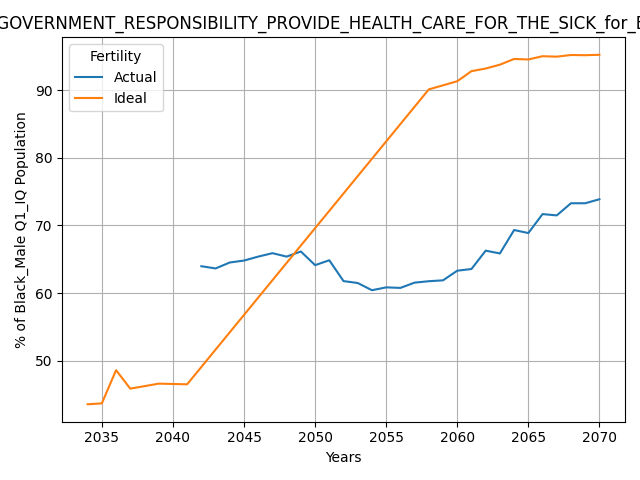 GOVERNMENT_RESPONSIBILITY_PROVIDE_HEALTH_CARE_FOR_THE_SICK_for_
Fertility
Actual
Ideal
% of Black_Male Q1_IQ Population
90
80
70
60
50
2035 2040 2045 2050 2055 2060 2065 2070
Years